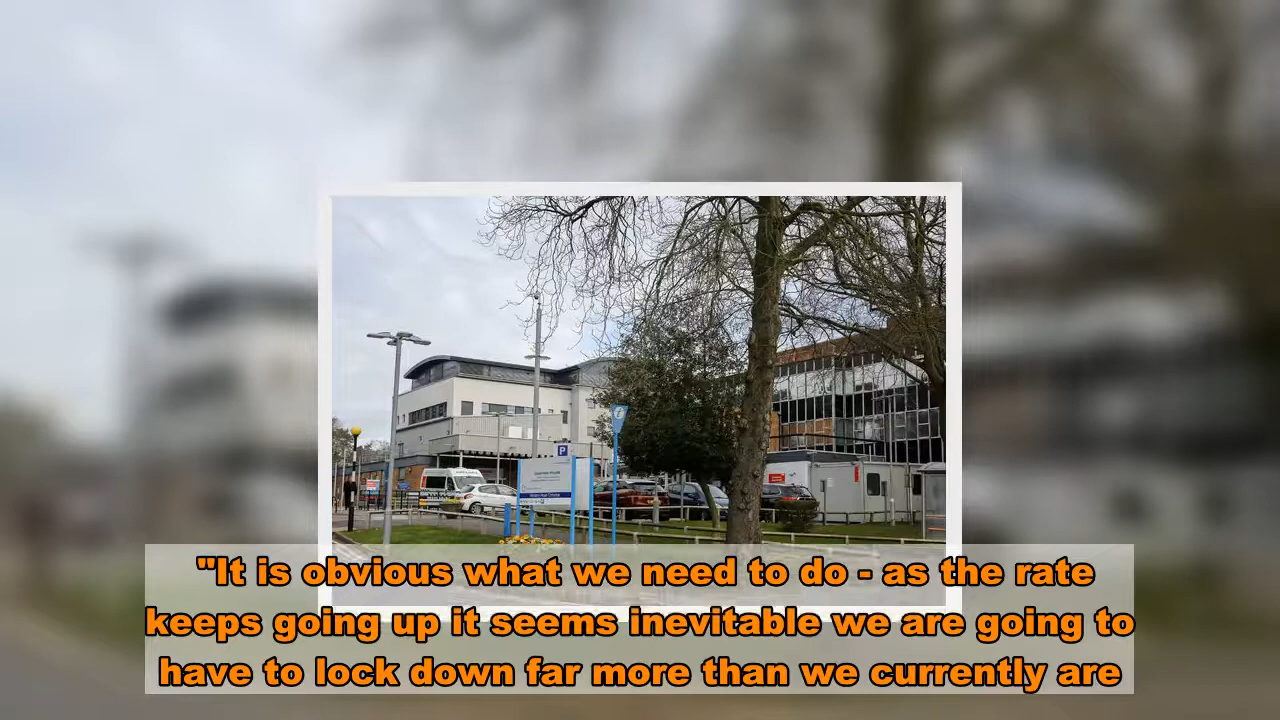 P
i
"It is obvious what we need to do - as the rate
keeps going up it seems inevitable we are going to
have to lock down far more than we currently are